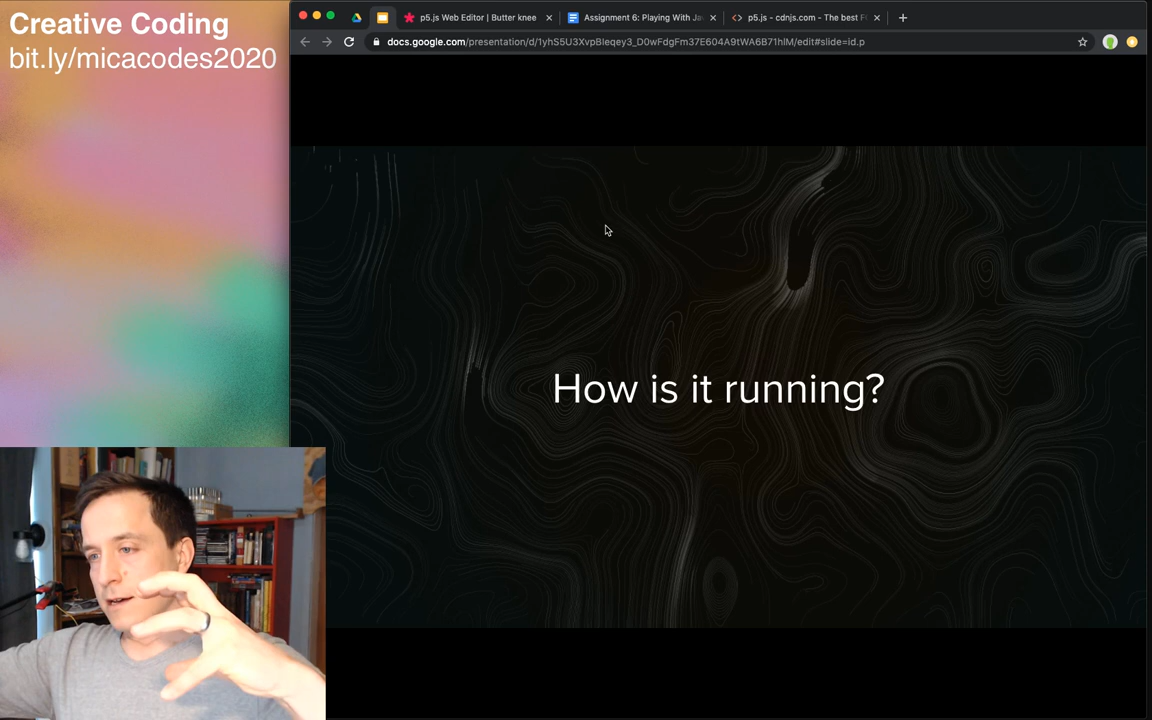 Creative Coding
bit.ly/micacodes2020
p5.js Web Editor | Butter knee
Assignment 6: Playing With Ja
p5.js - cdnjs.com - The best F
docs.google.com/presentation/d/1yhS5U3XvpBIeqey3_D0wFdgFm37E604A9tWA6B71hlM/edit#slide=id.p
How is it running?